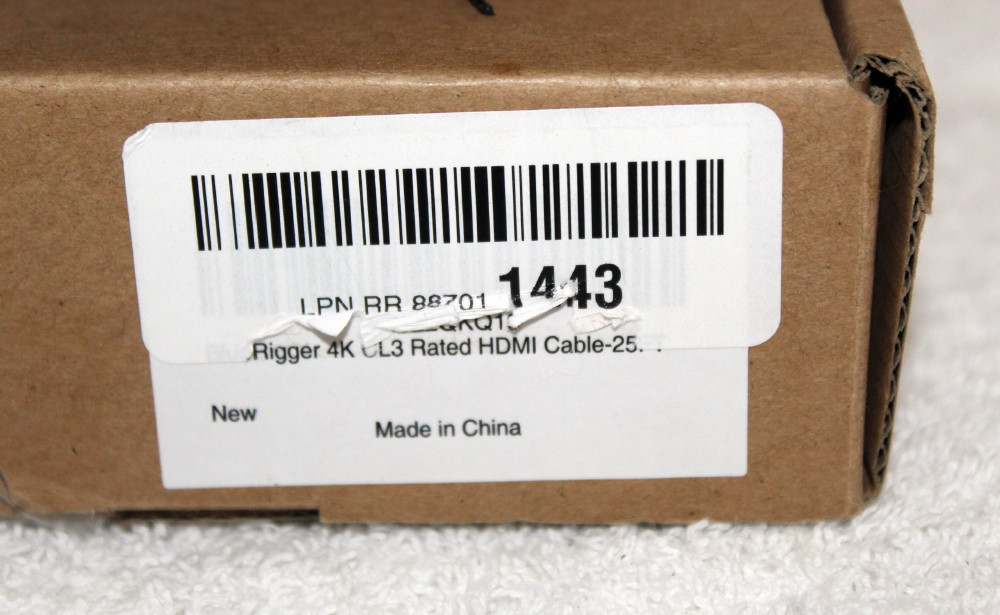 LPN RR 88701 1443
Rigger 4K CL3 Rated HDMI Cable-25
New
Made in China